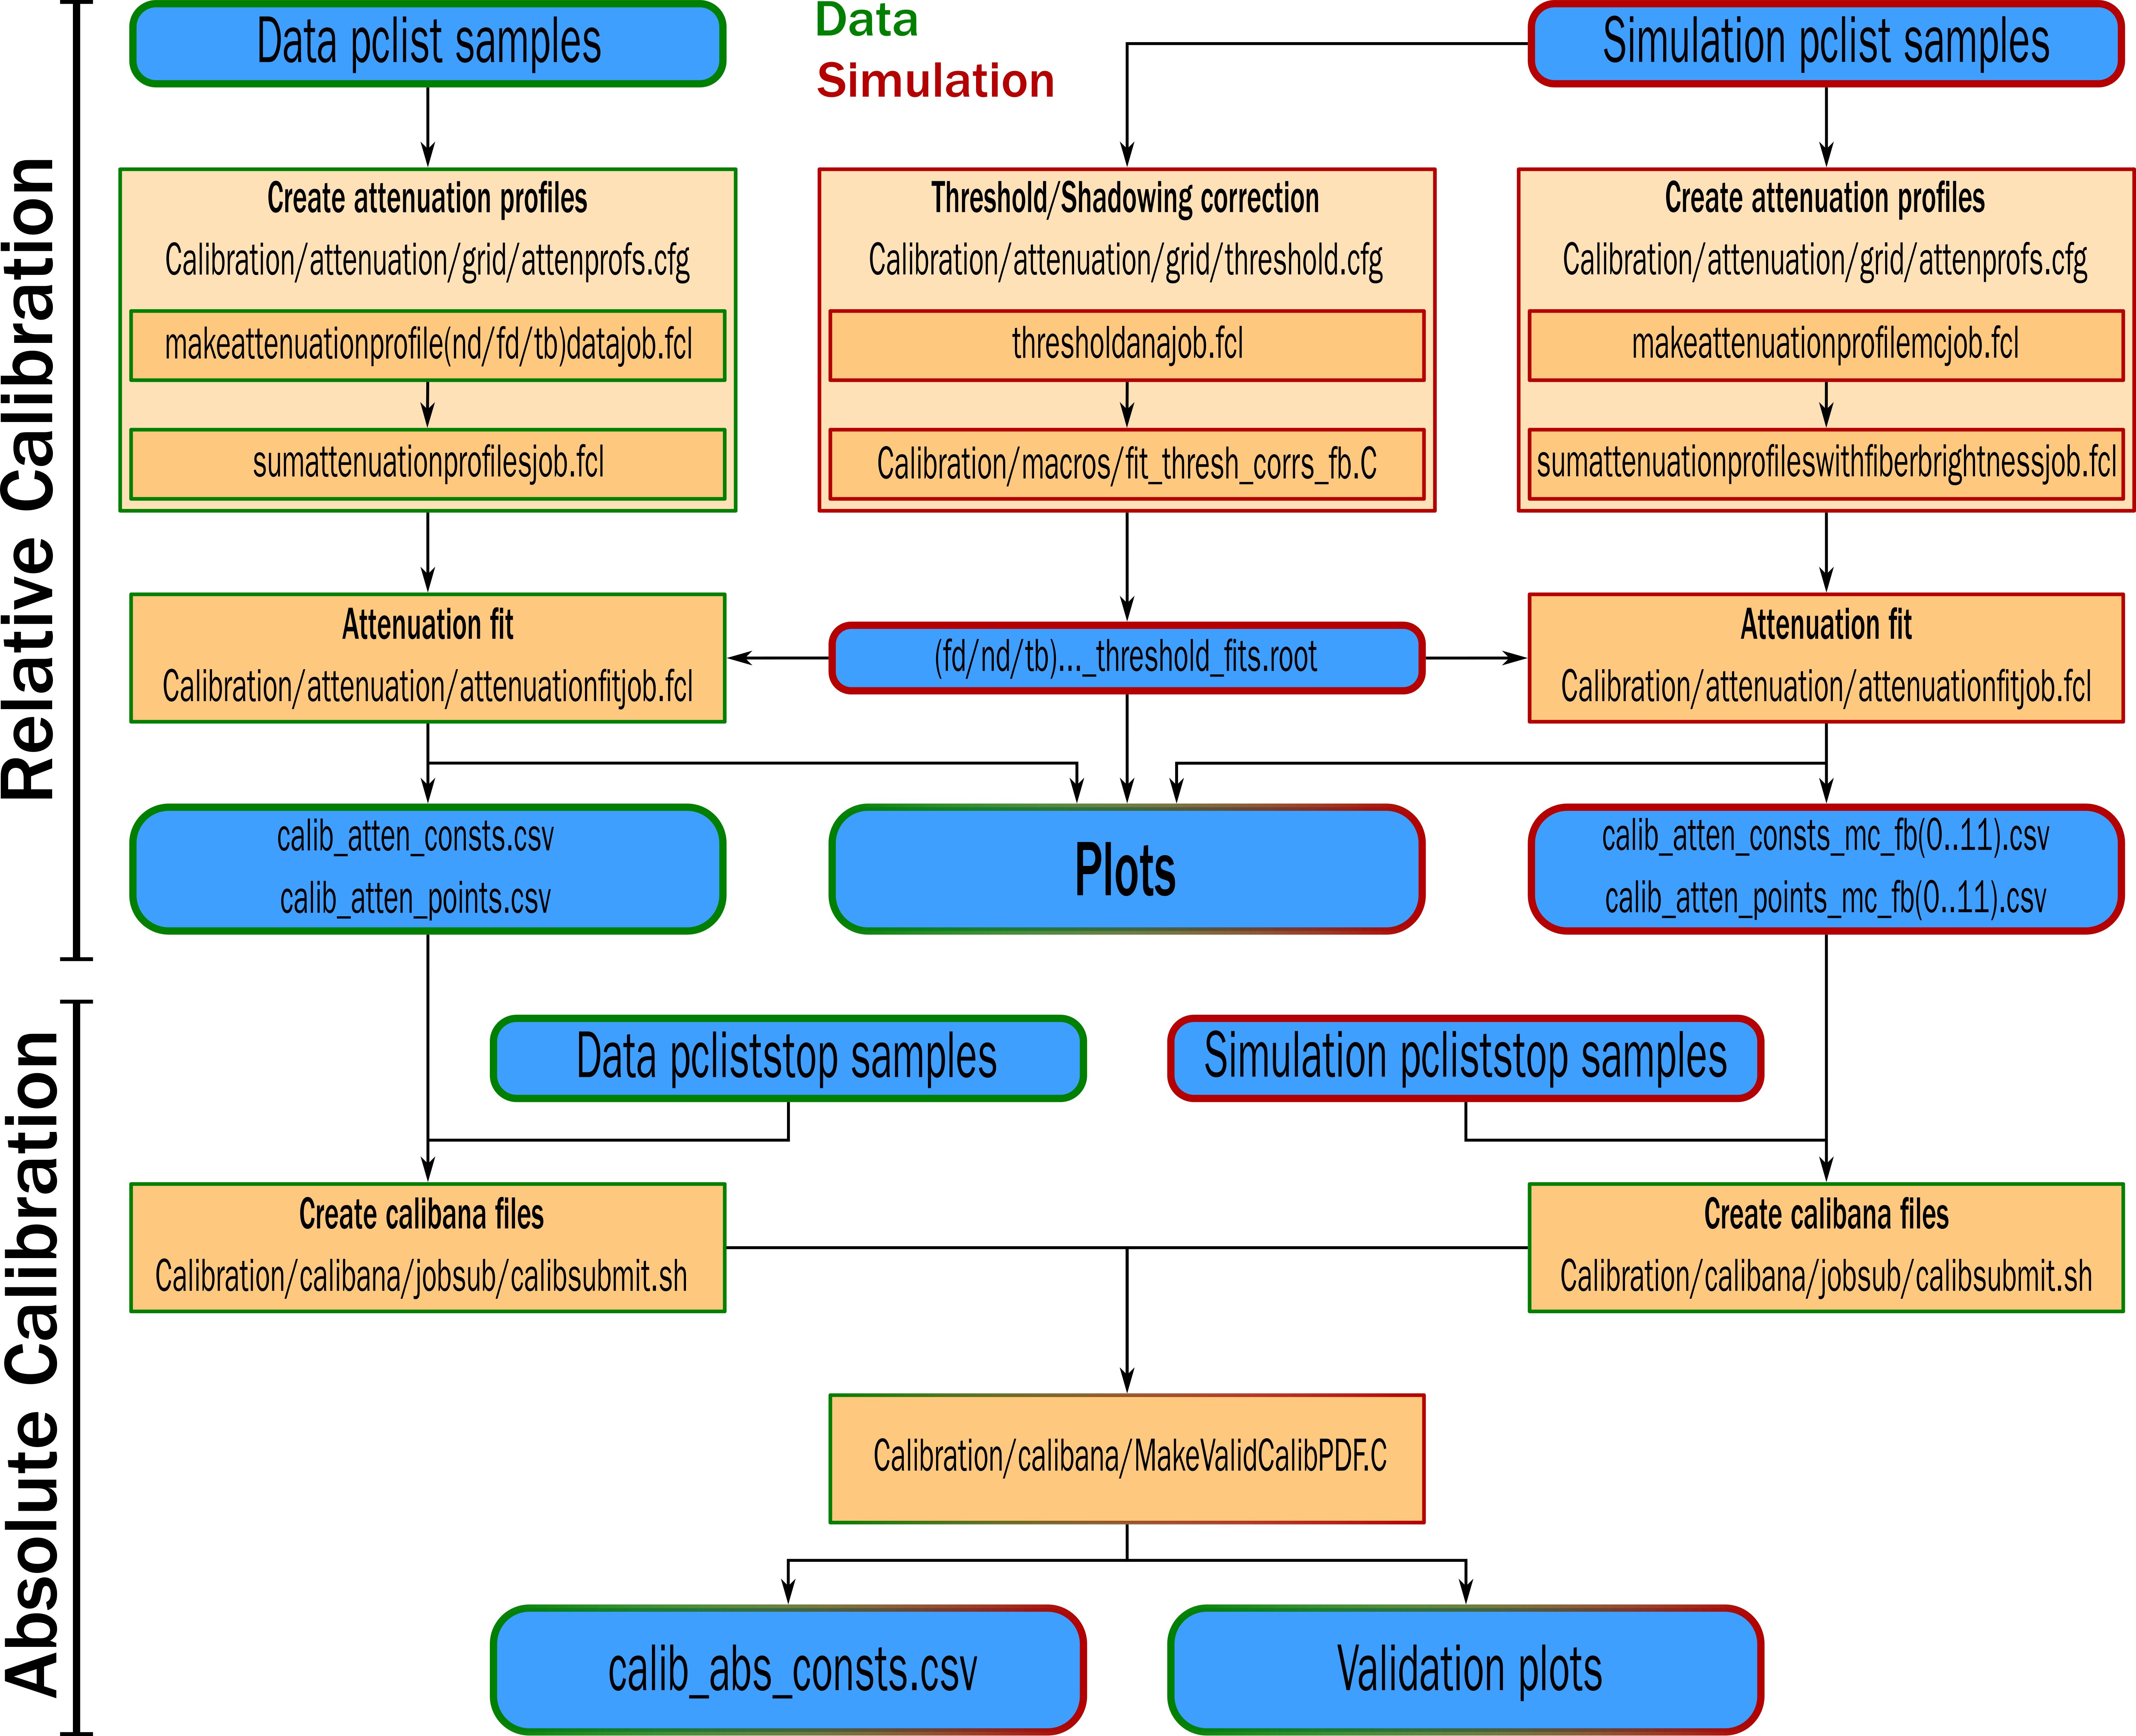 Relative Calibration
Data pclist samples
Data
Simulation
Simulation pclist samples
Create attenuation profiles
Calibration/attenuation/grid/attenprofs.cfg
makeattenuationprofile(nd/fd/tb)datajob.fcl
sumattenuationprofilesjob.fcl
Threshold/Shadowing correction
Calibration/attenuation/grid/threshold.cfg
thresholdanajob.fcl
Calibration/macros/fit_thresh_corrs_fb.C
Create attenuation profiles
Calibration/attenuation/grid/attenprofs.cfg
makeattenuationprofilemcjob.fcl
sumattenuationprofileswithfiberbrightnessjob.fcl
Attenuation fit
Calibration/attenuation/attenuationfitjob.fcl
(fd/nd/tb)..._threshold_fits.root
Attenuation fit
Calibration/attenuation/attenuationfitjob.fcl
calib_atten_consts.csv
calib_atten_points.csv
Plots
calib_atten_consts_mc_fb(0..11).csv
calib_atten_points_mc_fb(0..11).csv
Absolute Calibration
Data pcliststop samples
Simulation pcliststop samples
Create calibana files
Calibration/calibana/jobsub/calibsubmit.sh
Create calibana files
Calibration/calibana/jobsub/calibsubmit.sh
Calibration/calibana/MakeValidCalibPDF.C
calib_abs_consts.csv
Validation plots